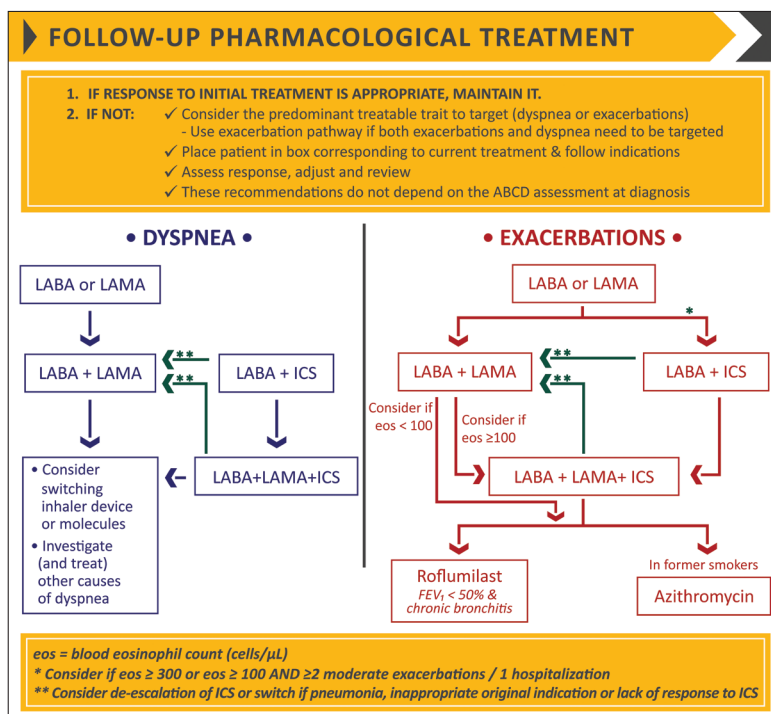 FOLLOW-UP PHARMACOLOGICAL TREATMENT
1. IF RESPONSE TO INITIAL TREATMENT IS APPROPRIATE, MAINTAIN IT.
2. IF NOT: ✓ Consider the predominant treatable trait to target (dyspnea or exacerbations)
- Use exacerbation pathway if both exacerbations and dyspnea need to be targeted
✓ Place patient in box corresponding to current treatment & follow indications
✓ Assess response, adjust and review
✓ These recommendations do not depend on the ABCD assessment at diagnosis
• DYSPNEA •
LABA or LAMA
LABA + LAMA
**
**
LABA + ICS
LABA+LAMA+ICS
• Consider
switching
inhaler device
or molecules
• Investigate
(and treat)
other causes
of dyspnea
• EXACERBATIONS •
LABA or LAMA
*
LABA + LAMA
**
**
LABA + ICS
Consider if
eos < 100
Consider if
eos ≥100
LABA + LAMA+ ICS
Roflumilast
FEV₁ < 50% &
chronic bronchitis
In former smokers
Azithromycin
eos = blood eosinophil count (cells/µL)
* Consider if eos ≥ 300 or eos ≥ 100 AND ≥2 moderate exacerbations / 1 hospitalization
** Consider de-escalation of ICS or switch if pneumonia, inappropriate original indication or lack of response to ICS